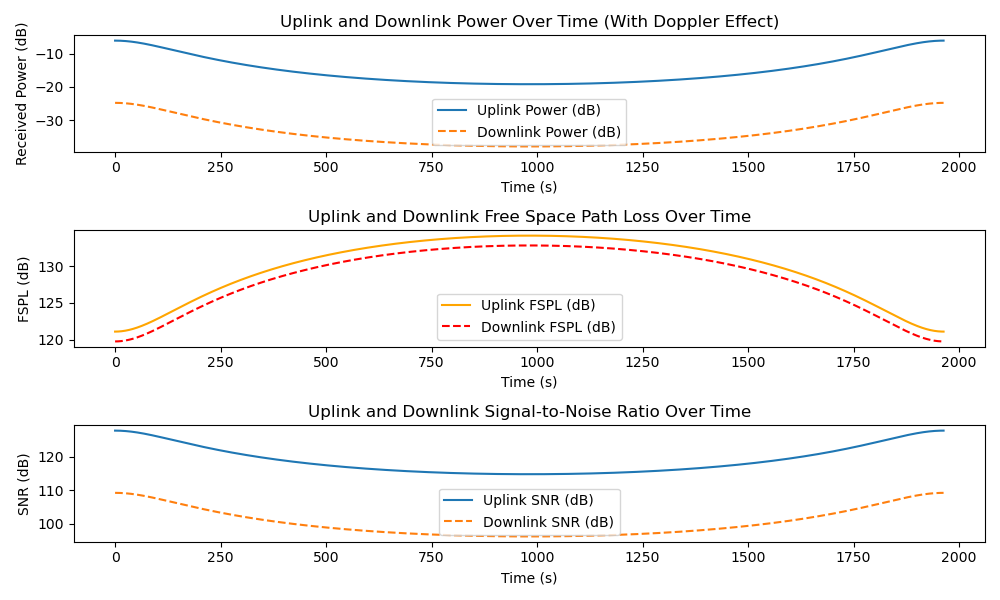 Uplink and Downlink Power Over Time (With Doppler Effect)
Received Power (dB)
−10
−20
−30
Uplink Power (dB)
Downlink Power (dB)
0 250 500 750 1000 1250 1500 1750 2000
Time (s)
Uplink and Downlink Free Space Path Loss Over Time
FSPL (dB)
130
125
120
Uplink FSPL (dB)
Downlink FSPL (dB)
0 250 500 750 1000 1250 1500 1750 2000
Time (s)
Uplink and Downlink Signal-to-Noise Ratio Over Time
SNR (dB)
120
110
100
Uplink SNR (dB)
Downlink SNR (dB)
0 250 500 750 1000 1250 1500 1750 2000
Time (s)